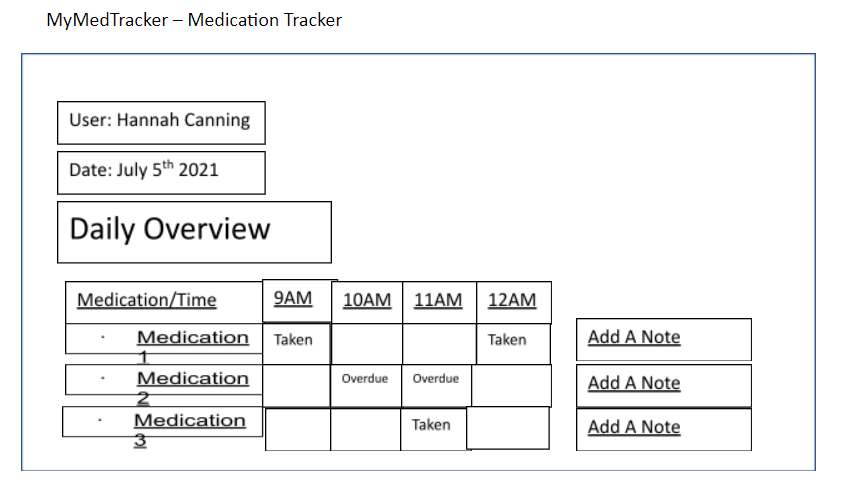 MyMedTracker – Medication Tracker
User: Hannah Canning
Date: July 5th 2021
Daily Overview
Medication/Time 9AM 10AM 11AM 12AM
· Medication 1 Taken Taken Add A Note
· Medication 2 Overdue Overdue Add A Note
· Medication 3 Taken Add A Note